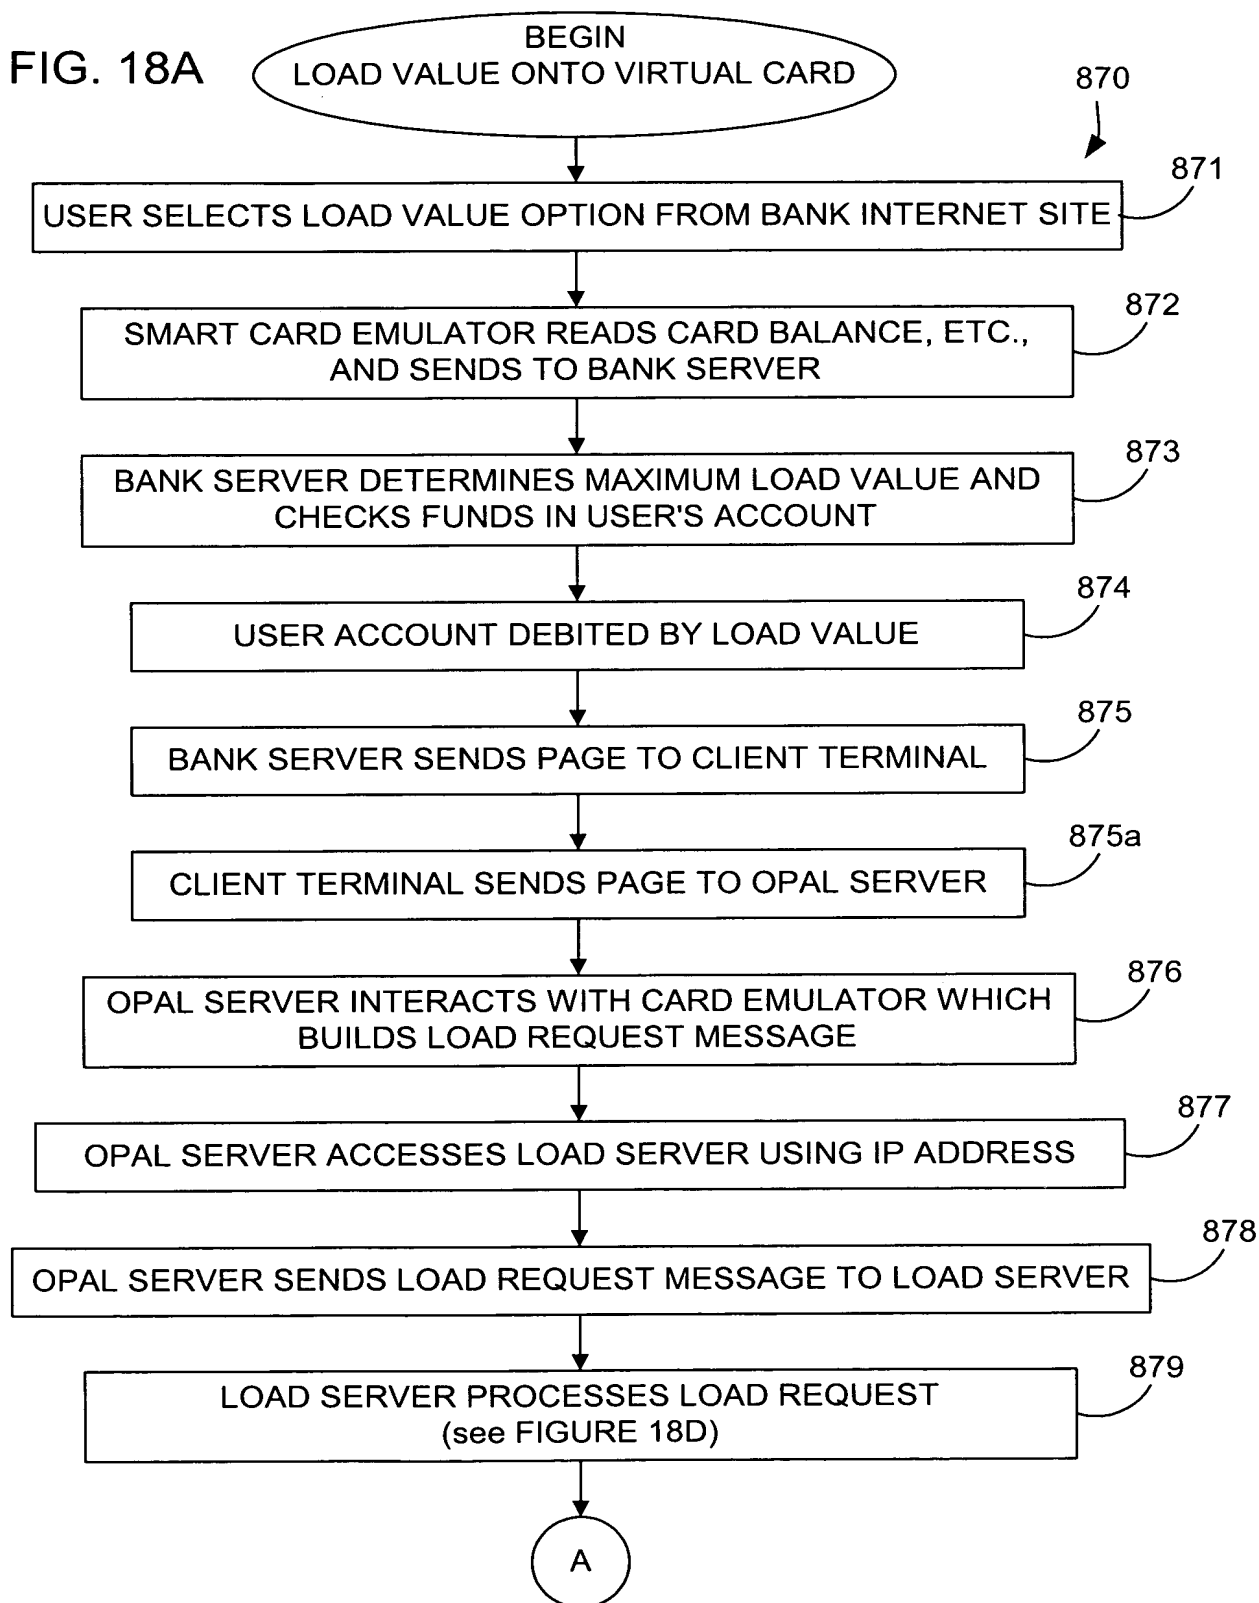 FIG. 18A
BEGIN
LOAD VALUE ONTO VIRTUAL CARD
870
871
USER SELECTS LOAD VALUE OPTION FROM BANK INTERNET SITE
872
SMART CARD EMULATOR READS CARD BALANCE, ETC.,
AND SENDS TO BANK SERVER
873
BANK SERVER DETERMINES MAXIMUM LOAD VALUE AND
CHECKS FUNDS IN USER'S ACCOUNT
874
USER ACCOUNT DEBITED BY LOAD VALUE
875
BANK SERVER SENDS PAGE TO CLIENT TERMINAL
875a
CLIENT TERMINAL SENDS PAGE TO OPAL SERVER
876
OPAL SERVER INTERACTS WITH CARD EMULATOR WHICH
BUILDS LOAD REQUEST MESSAGE
877
OPAL SERVER ACCESSES LOAD SERVER USING IP ADDRESS
878
OPAL SERVER SENDS LOAD REQUEST MESSAGE TO LOAD SERVER
879
LOAD SERVER PROCESSES LOAD REQUEST
(see FIGURE 18D)
A